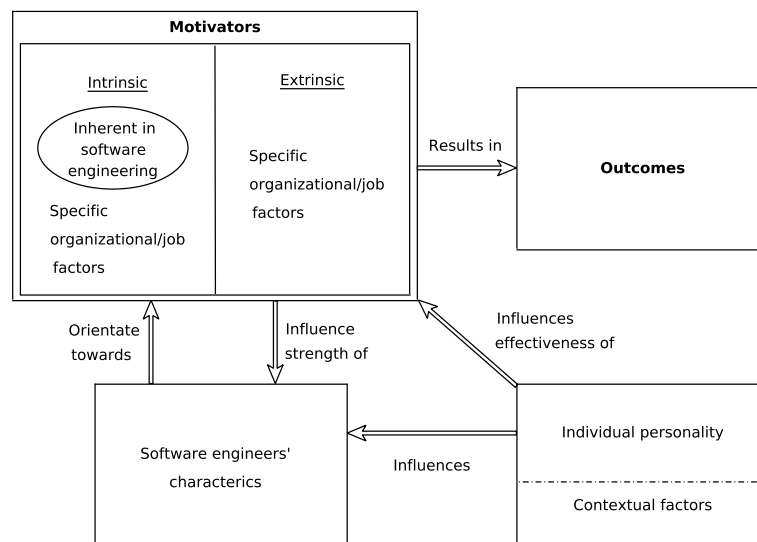 Motivators
Intrinsic
Inherent in
software
engineering
Specific
organizational/job
factors
Extrinsic
Specific
organizational/job
factors
Results in
Outcomes
Orientate
towards
Influence
strength of
Influences
effectiveness of
Software engineers'
characterics
Influences
Individual personality
Contextual factors